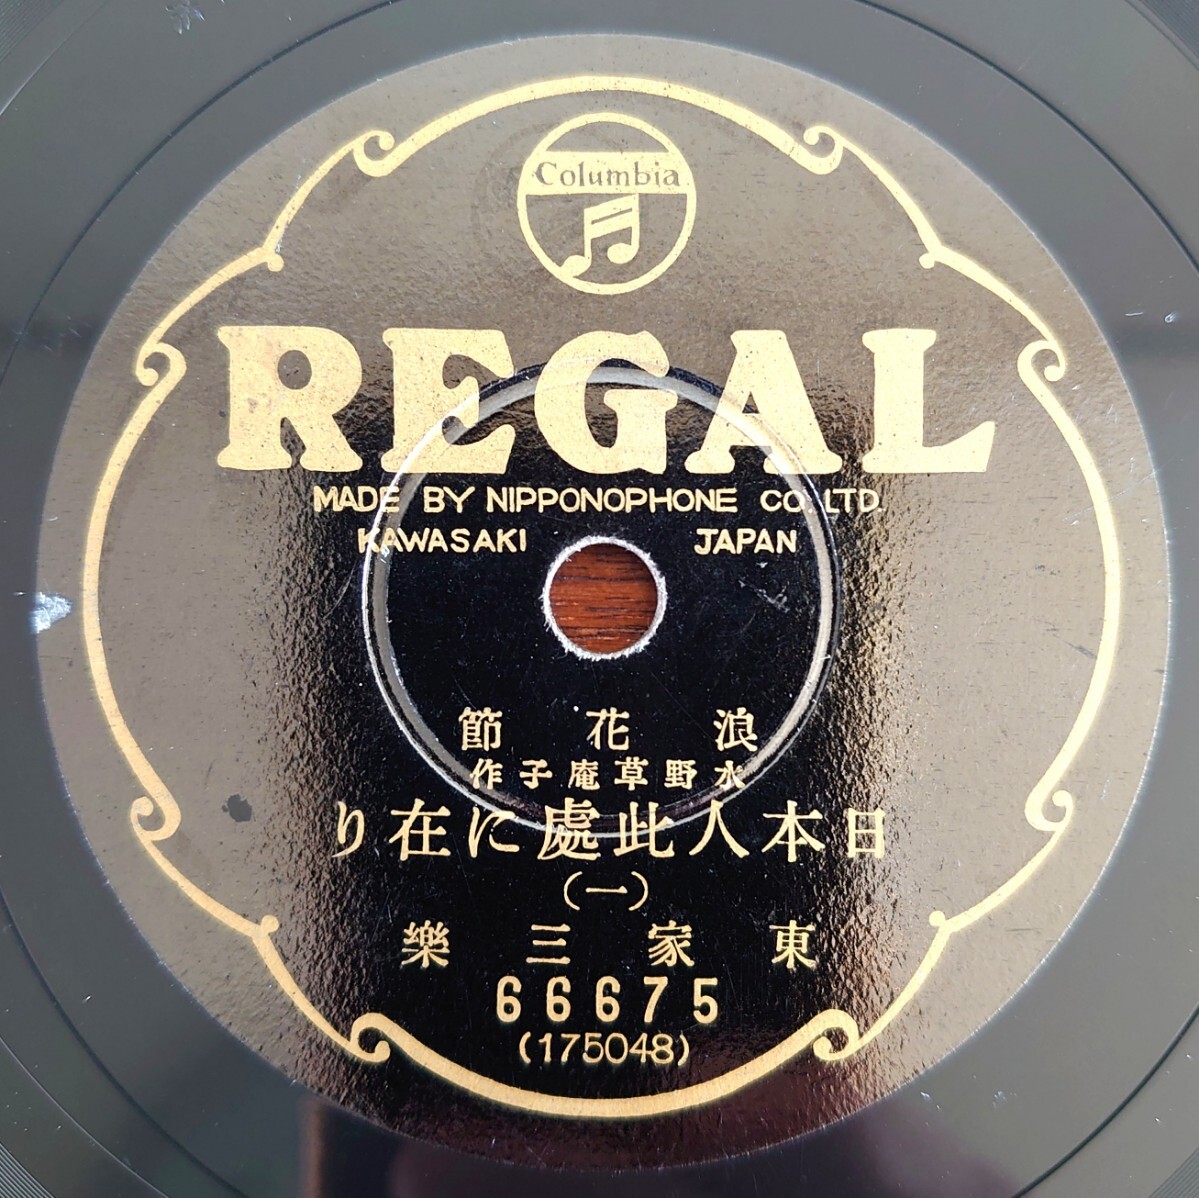 Columbia
REGAL
MADE BY NIPPONOPHONE CO. LTD.
KAWASAKI JAPAN
浪花節
水野草庵子作
日本人此處に在り
(一)
東家三樂
66675
(175048)